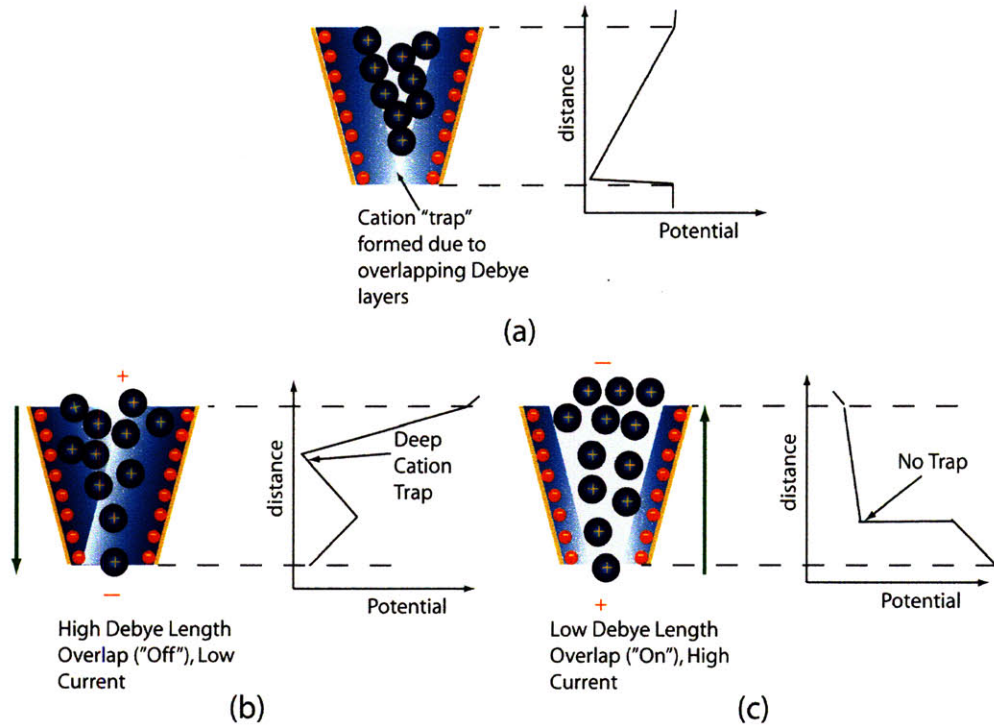 distance
Potential
Cation "trap"
formed due to
overlapping Debye
layers
(a)
+
−
distance
Deep
Cation
Trap
Potential
High Debye Length
Overlap ("Off"), Low
Current
(b)
−
+
distance
No Trap
Potential
Low Debye Length
Overlap ("On"), High
Current
(c)